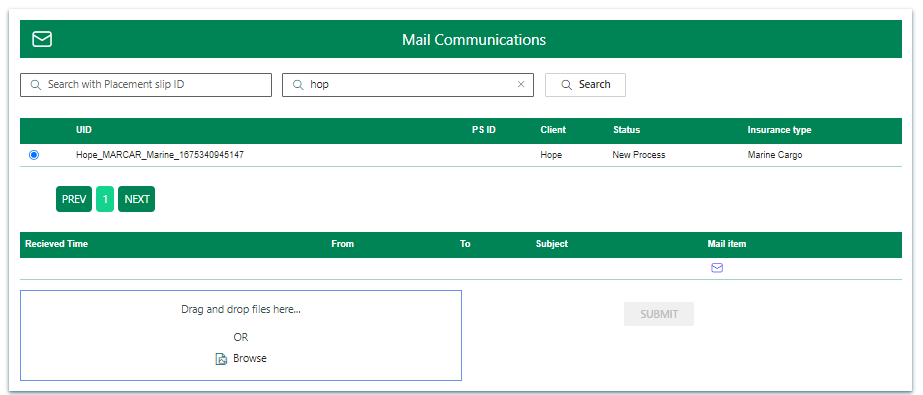 Mail Communications
Search with Placement slip ID
hop
Search
UID PS ID Client Status Insurance type
Hope_MARCAR_Marine_1675340945147 Hope New Process Marine Cargo
PREV 1 NEXT
Recieved Time From To Subject Mail item
Drag and drop files here...
SUBMIT
OR
Browse